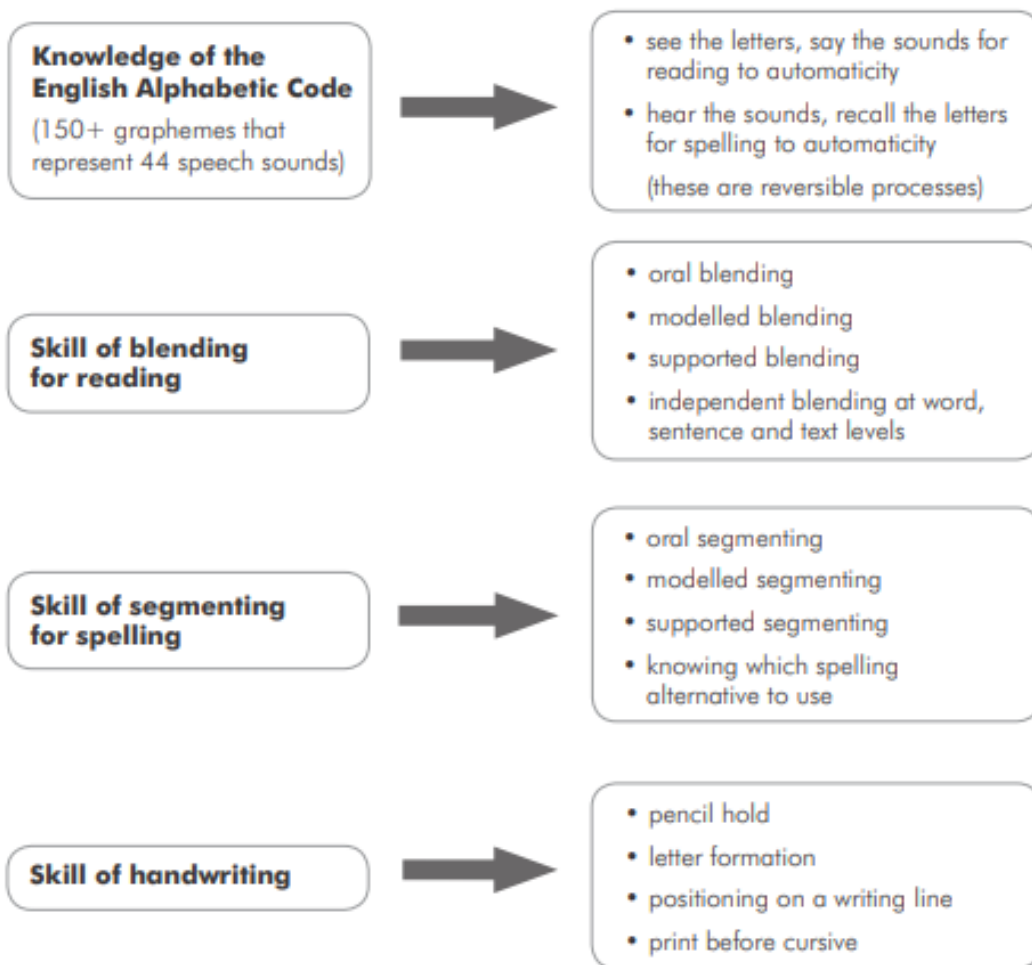 Knowledge of the
English Alphabetic Code
(150+ graphemes that
represent 44 speech sounds)
• see the letters, say the sounds for
reading to automaticity
• hear the sounds, recall the letters
for spelling to automaticity
(these are reversible processes)
Skill of blending
for reading
• oral blending
• modelled blending
• supported blending
• independent blending at word,
sentence and text levels
Skill of segmenting
for spelling
• oral segmenting
• modelled segmenting
• supported segmenting
• knowing which spelling
alternative to use
Skill of handwriting
• pencil hold
• letter formation
• positioning on a writing line
• print before cursive